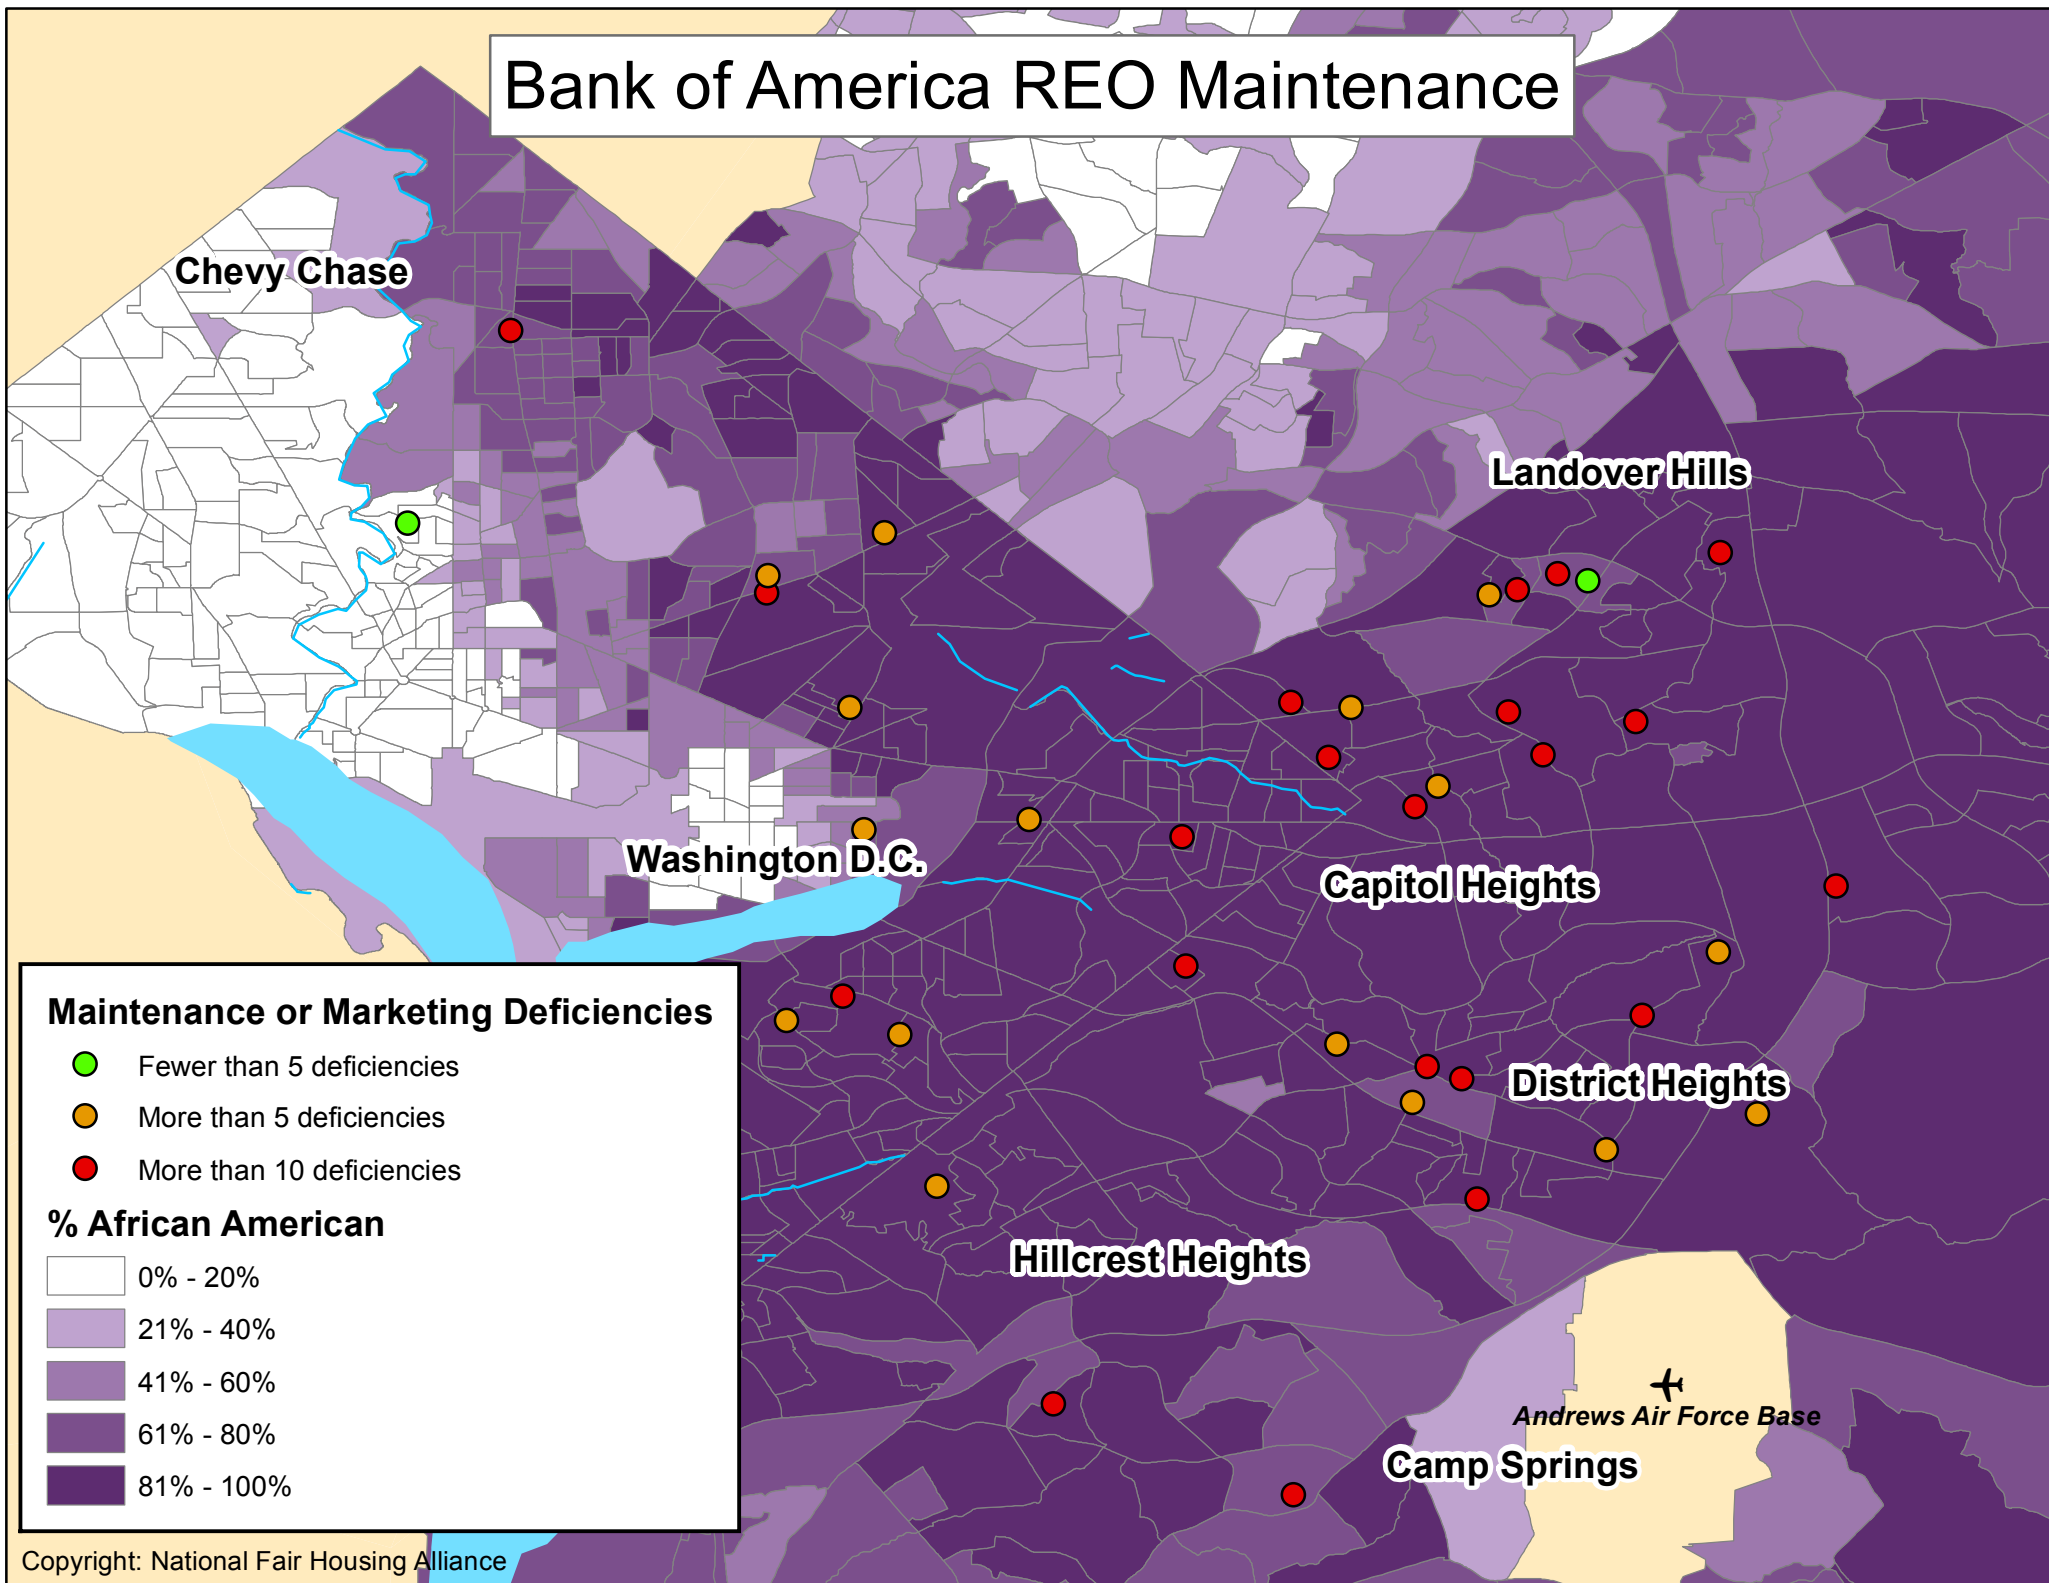 Bank of America REO Maintenance
Chevy Chase
Landover Hills
Washington D.C.
Capitol Heights
District Heights
Hillcrest Heights
Andrews Air Force Base
Camp Springs
Maintenance or Marketing Deficiencies
Fewer than 5 deficiencies
More than 5 deficiencies
More than 10 deficiencies
% African American
0% - 20%
21% - 40%
41% - 60%
61% - 80%
81% - 100%
Copyright: National Fair Housing Alliance